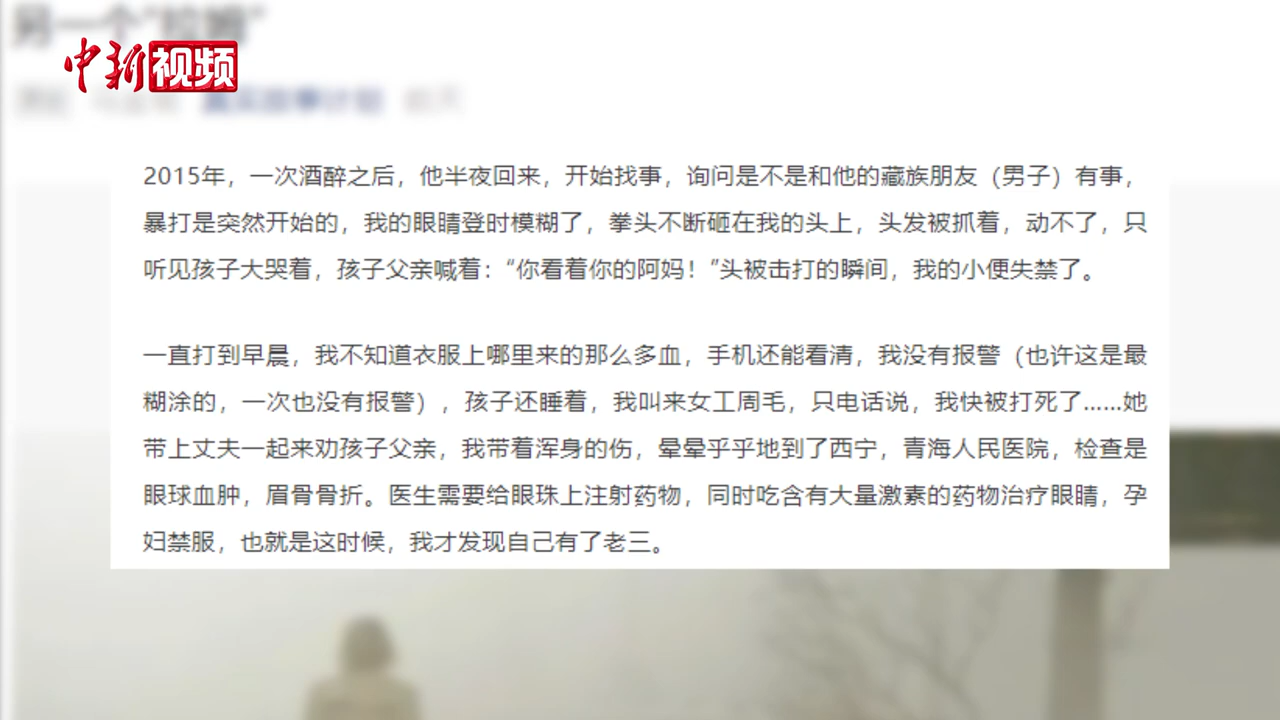 另一个“拉姆”
中新视频
真实故事计划
2015年，一次酒醉之后，他半夜回来，开始找事，询问是不是和他的藏族朋友（男子）有事，
暴打是突然开始的，我的眼睛登时模糊了，拳头不断砸在我的头上，头发被抓着，动不了，只
听见孩子大哭着，孩子父亲喊着：“你看着你的阿妈！”头被击打的瞬间，我的小便失禁了。
一直打到早晨，我不知道衣服上哪里来的那么多血，手机还能看清，我没有报警（也许这是最
糊涂的，一次也没有报警），孩子还睡着，我叫来女工周毛，只电话说，我快被打死了……她
带上丈夫一起来劝孩子父亲，我带着浑身的伤，晕晕乎乎地到了西宁，青海人民医院，检查是
眼球血肿，眉骨骨折。医生需要给眼珠上注射药物，同时吃含有大量激素的药物治疗眼睛，孕
妇禁服，也就是这时候，我才发现自己有了老三。